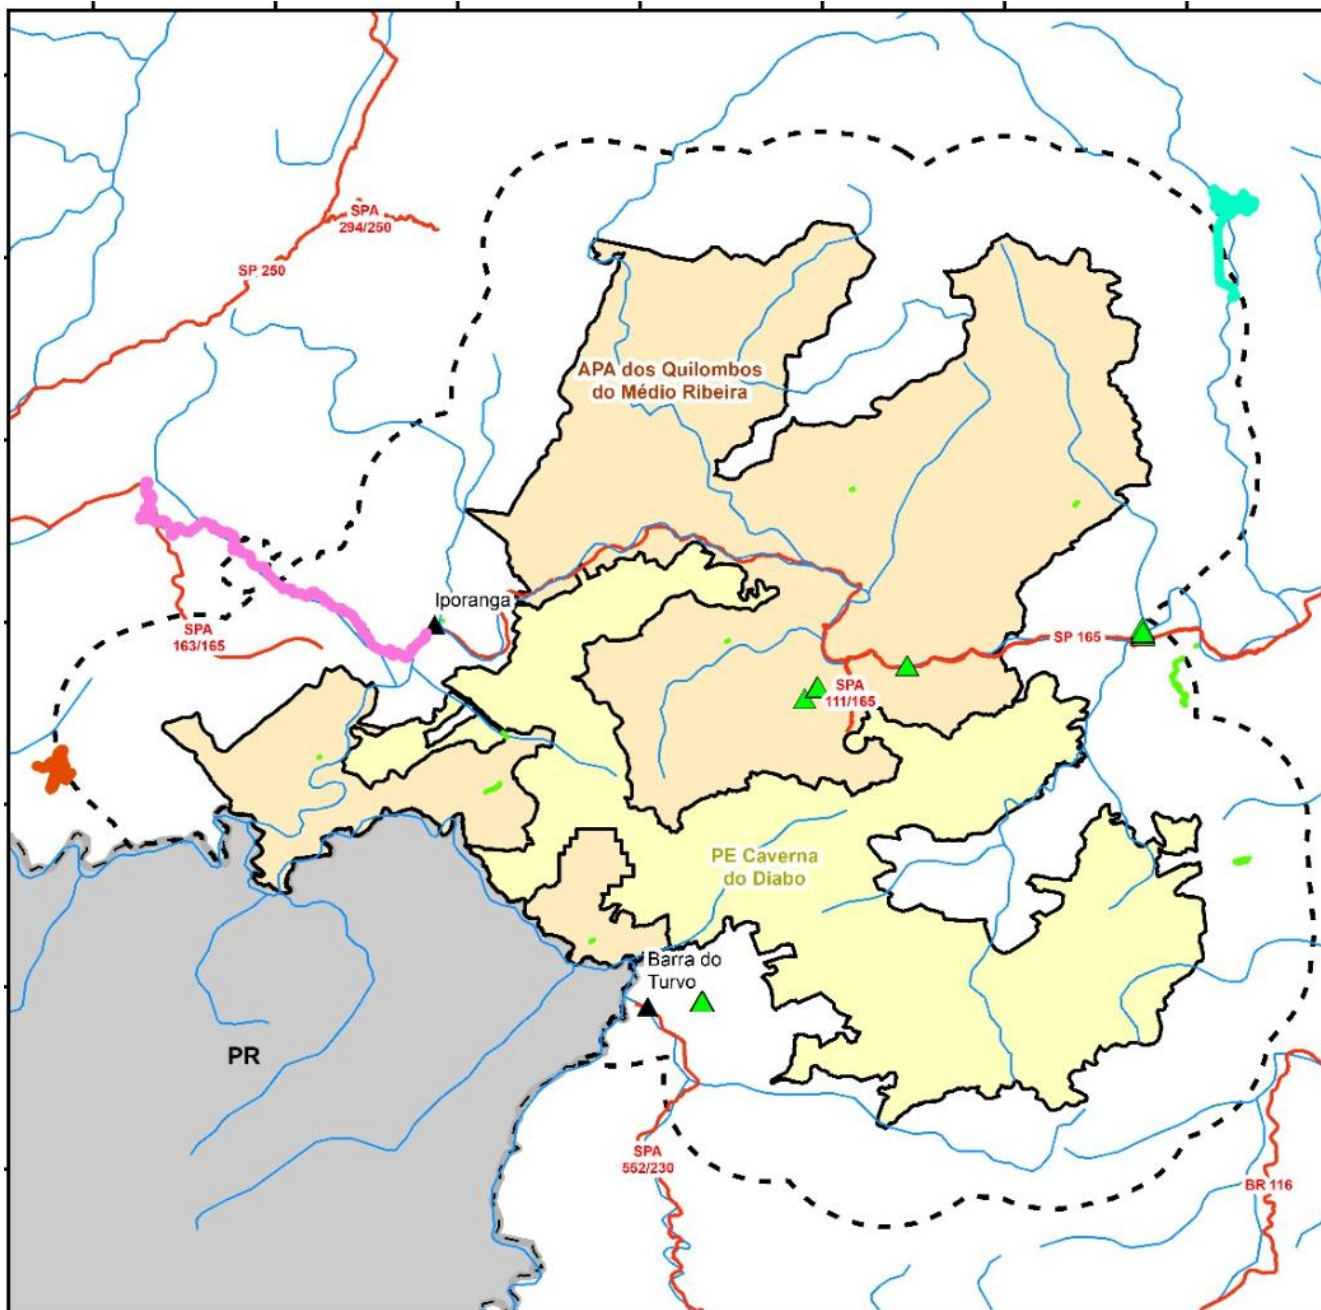 SPA
294/250
SP 250
APA dos Quilombos
do Médio Ribeira
Iporanga
SPA
163/165
SP 165
SPA
111/165
PE Caverna
do Diabo
Barra do
Turvo
PR
SPA
552/230
BR 116